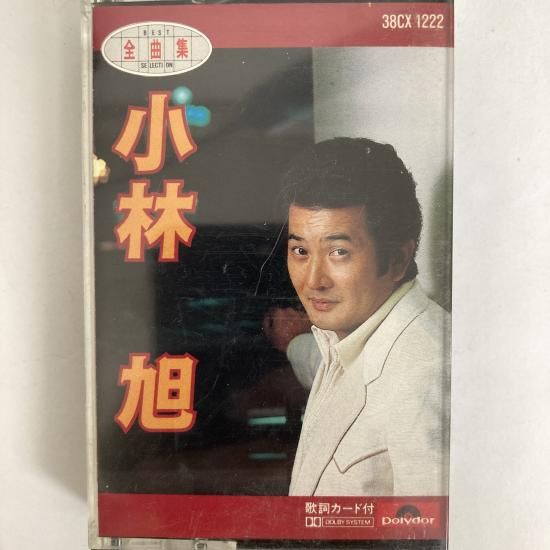 BEST
全曲集
SELECTION
38CX 1222
小林
旭
歌詞カード付
DOLBY SYSTEM
Polydor